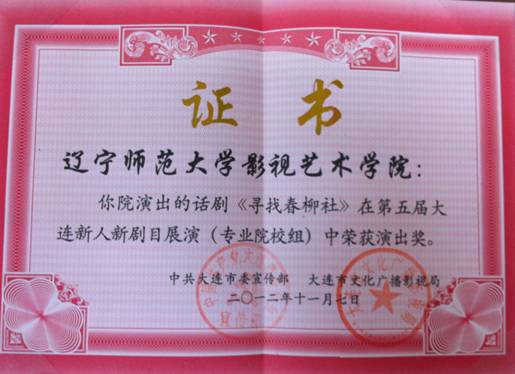 证书
辽宁师范大学影视艺术学院：
你院演出的话剧《寻找春柳社》在第五届大
连新人新剧目展演（专业院校组）中荣获演出奖。
中共大连市委宣传部 大连市文化广播影视局
二〇一二年十一月七日